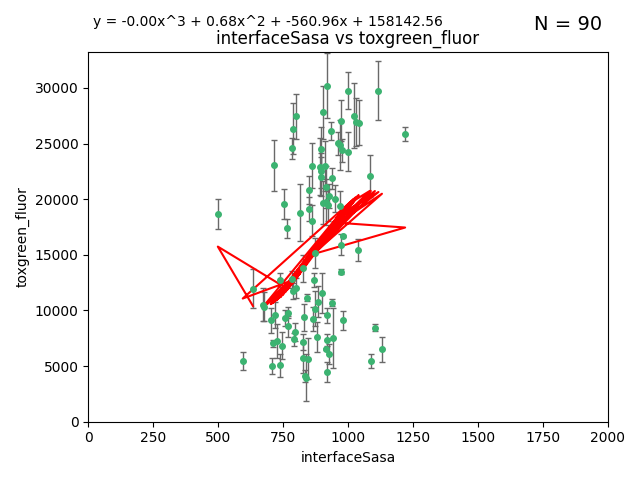 y = -0.00x^3 + 0.68x^2 + -560.96x + 158142.56
N = 90
interfaceSasa vs toxgreen_fluor
30000
25000
20000
15000
10000
5000
0
toxgreen_fluor
0 250 500 750 1000 1250 1500 1750 2000
interfaceSasa